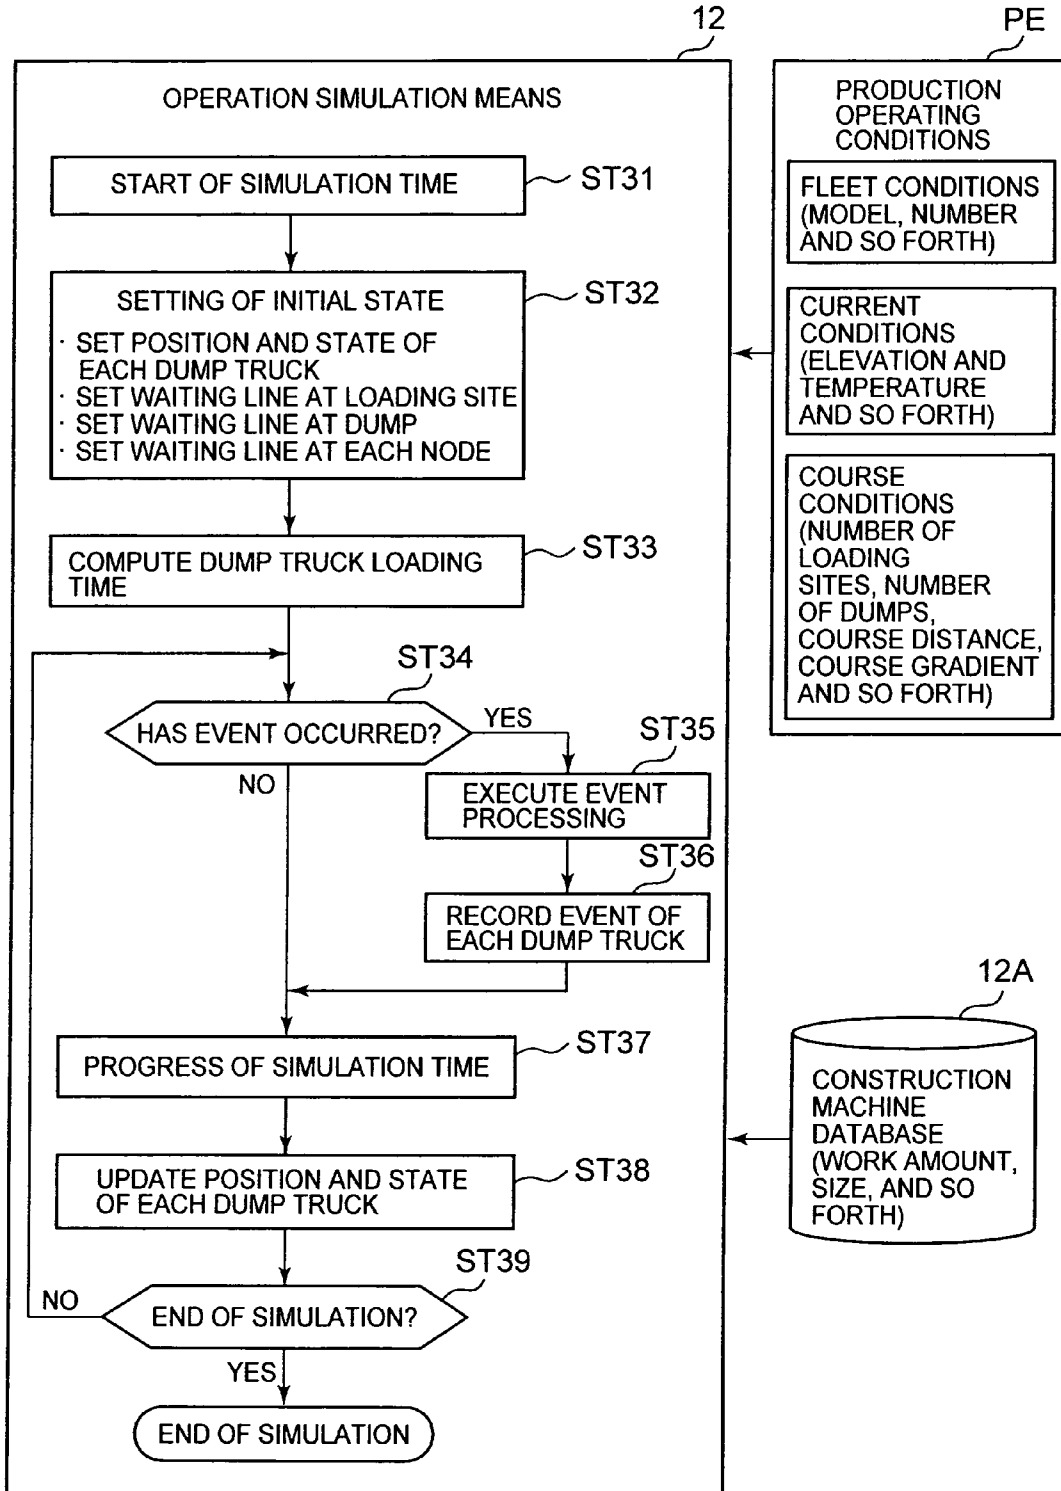 12
OPERATION SIMULATION MEANS
START OF SIMULATION TIME
ST31
SETTING OF INITIAL STATE
· SET POSITION AND STATE OF
EACH DUMP TRUCK
· SET WAITING LINE AT LOADING SITE
· SET WAITING LINE AT DUMP
· SET WAITING LINE AT EACH NODE
ST32
COMPUTE DUMP TRUCK LOADING
TIME
ST33
ST34
HAS EVENT OCCURRED?
YES
NO
ST35
EXECUTE EVENT
PROCESSING
ST36
RECORD EVENT OF
EACH DUMP TRUCK
PROGRESS OF SIMULATION TIME
ST37
UPDATE POSITION AND STATE
OF EACH DUMP TRUCK
ST38
ST39
END OF SIMULATION?
NO
YES
END OF SIMULATION
PE
PRODUCTION
OPERATING
CONDITIONS
FLEET CONDITIONS
(MODEL, NUMBER
AND SO FORTH)
CURRENT
CONDITIONS
(ELEVATION AND
TEMPERATURE
AND SO FORTH)
COURSE
CONDITIONS
(NUMBER OF
LOADING
SITES, NUMBER
OF DUMPS,
COURSE DISTANCE,
COURSE GRADIENT
AND SO FORTH)
12A
CONSTRUCTION
MACHINE
DATABASE
(WORK AMOUNT,
SIZE, AND SO
FORTH)